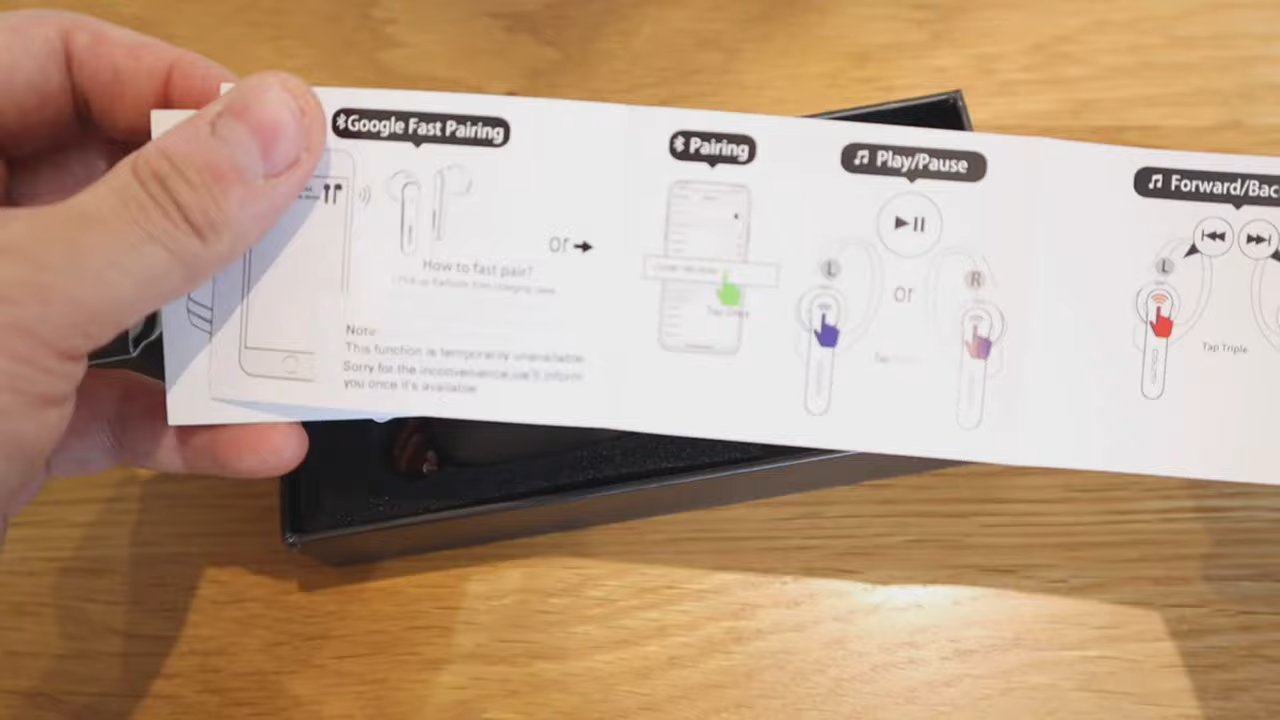 Google Fast Pairing
or
How to fast pair?
Note:
This function is temporarily unavailable
Sorry for the inconvenience, we'll inform
you once it's available
Pairing
Play/Pause
L
or
R
Forward/Bac
L
Tap Triple